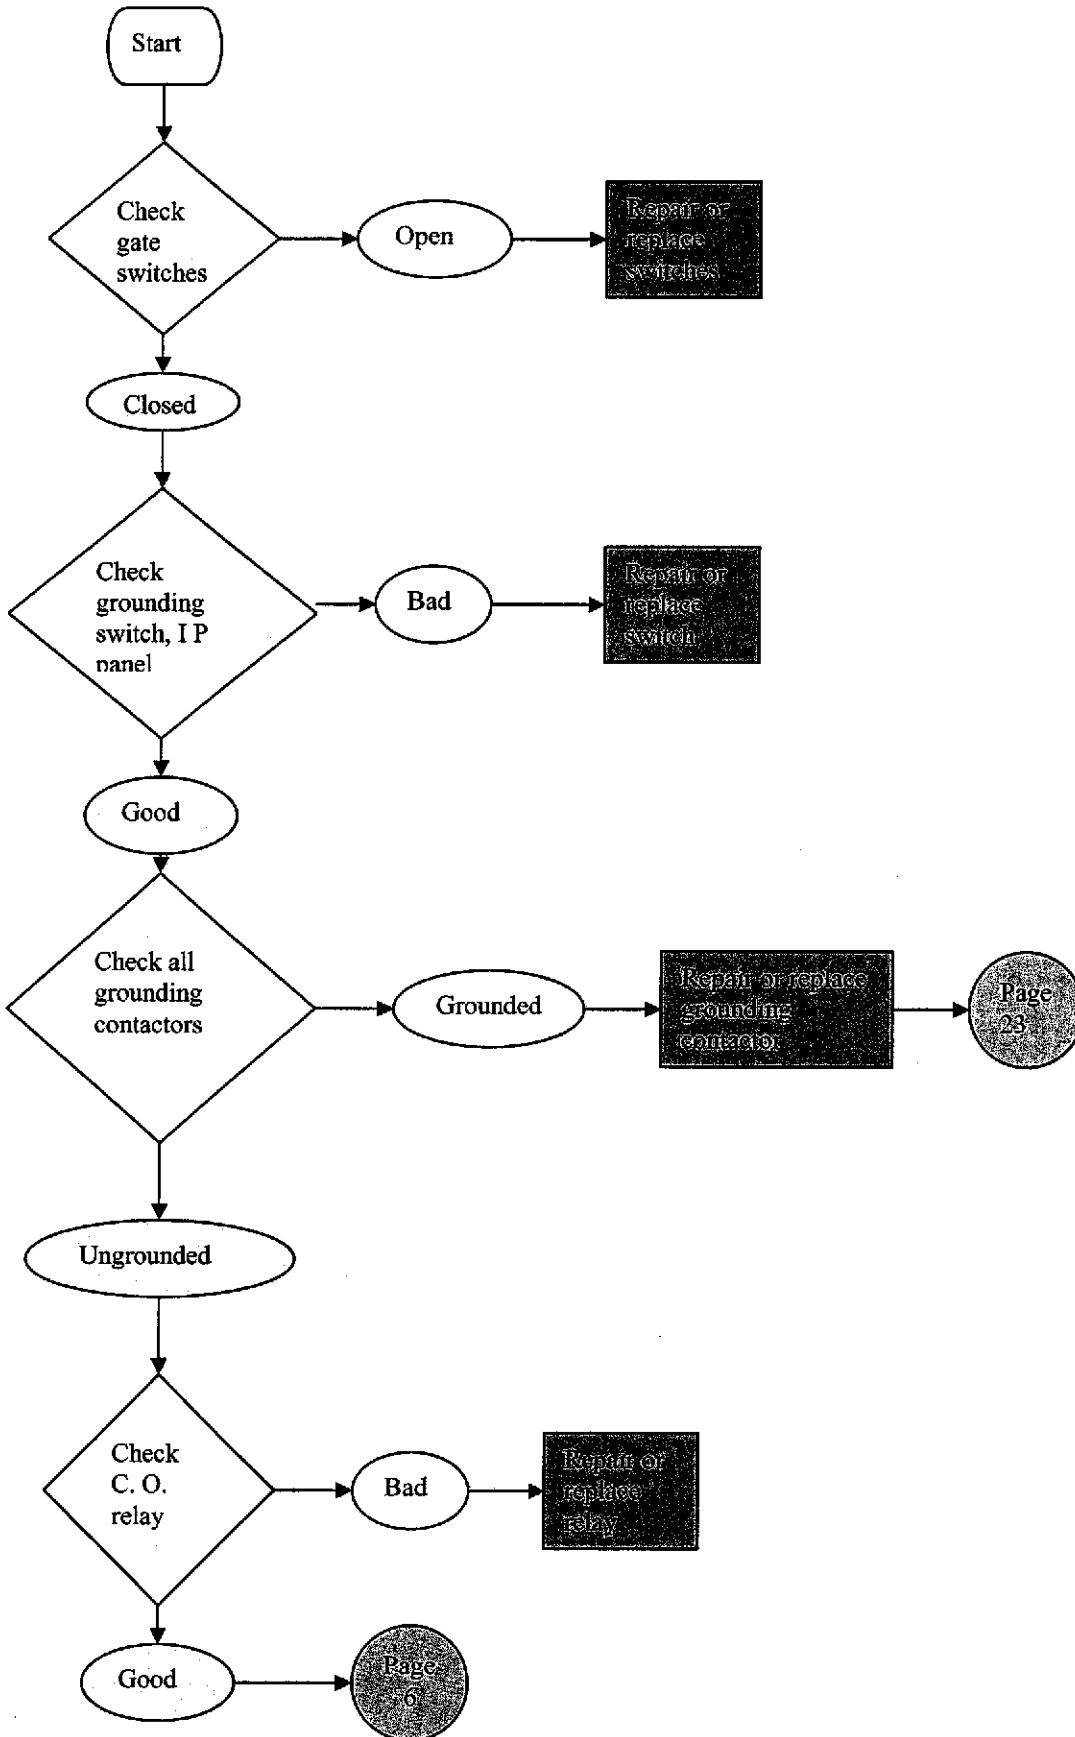 Start
Check
gate
switches
Open
Repair or
replace
switches
Closed
Check
grounding
switch, I P
panel
Bad
Repair or
replace
switch
Good
Check all
grounding
contactors
Grounded
Repair or replace
grounding
contactor
Page
23
Ungrounded
Check
C. O.
relay
Bad
Repair or
replace
relay
Good
Page
6